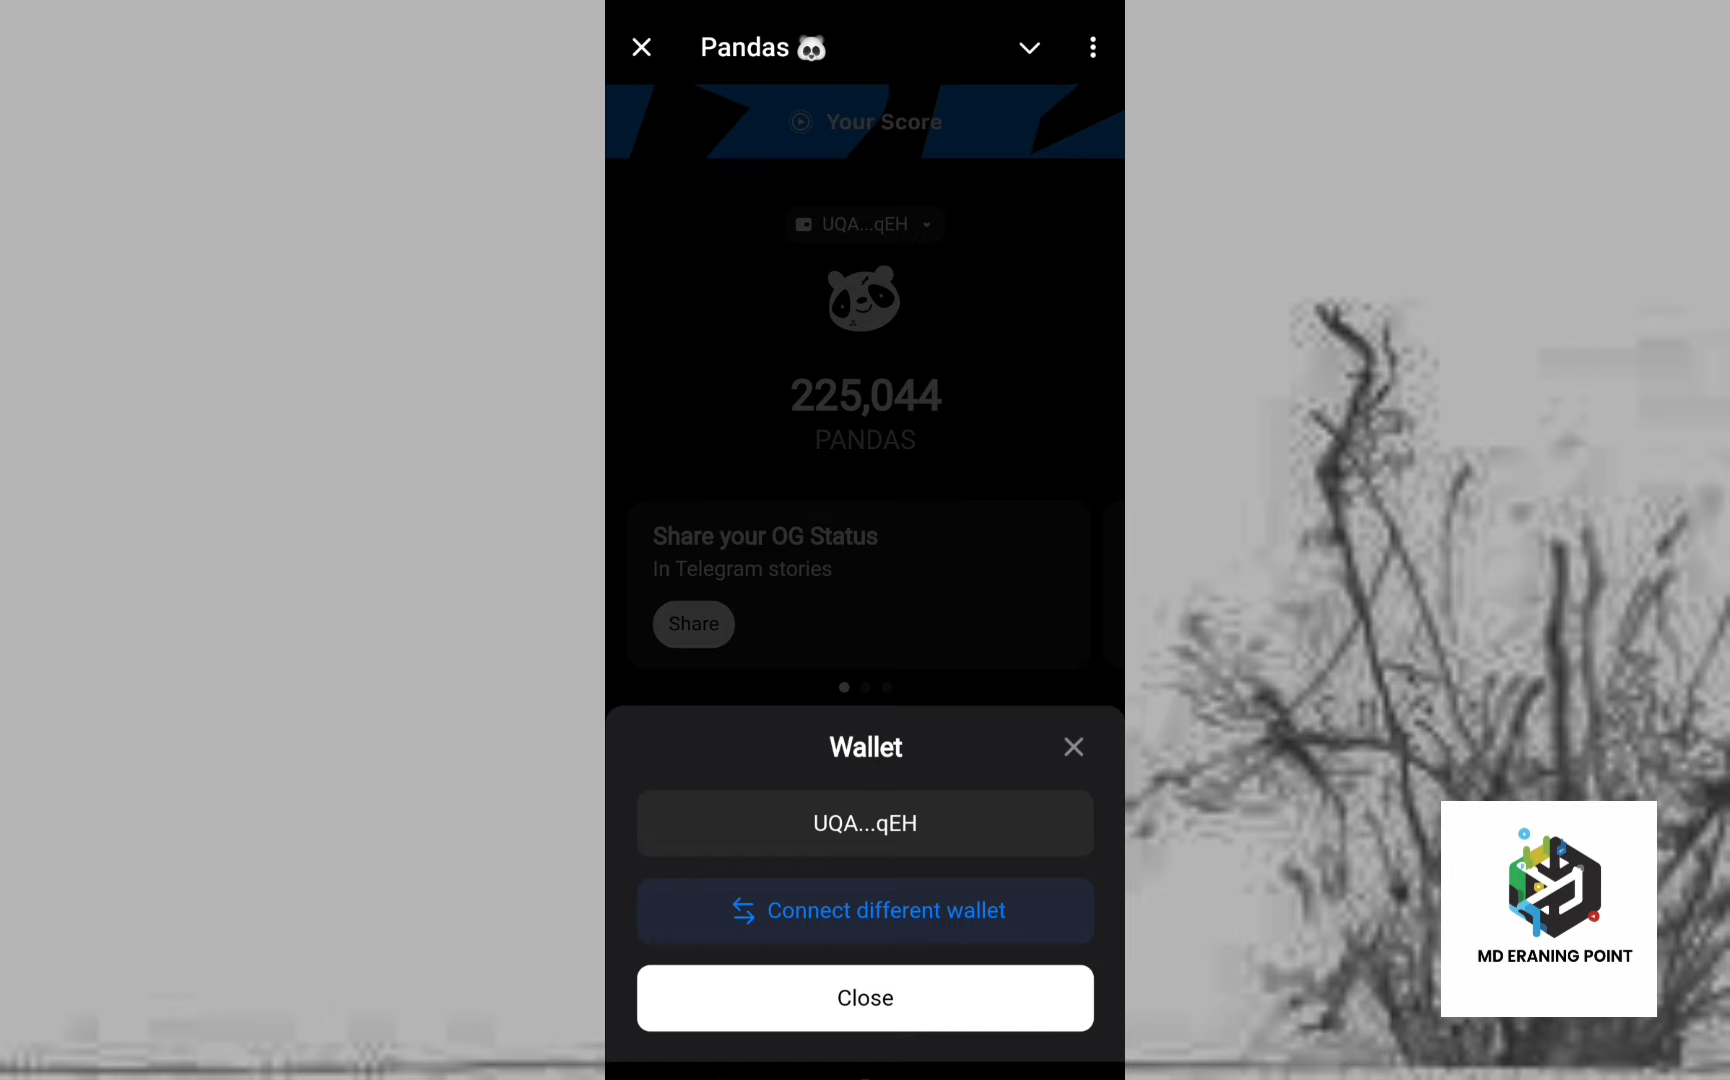 Pandas 🐼
Your Score
UQA...qEH
225,044
PANDAS
Share your OG Status
In Telegram stories
Share
Wallet
UQA...qEH
Connect different wallet
Close
MD ERANING POINT